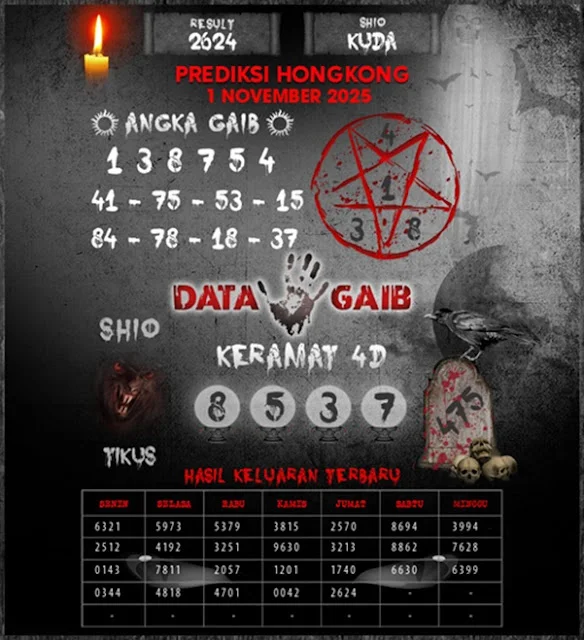 RESULT
2624
SHIO
KUDA
PREDIKSI HONGKONG
1 NOVEMBER 2025
ANGKA GAIB
1 3 8 7 5 4
41 - 75 - 53 - 15
84 - 78 - 18 - 37
4
1
3 8
DATA GAIB
SHIO
KERAMAT 4D
8 5 3 7
475
TIKUS
HASIL KELUARAN TERBARU
SENIN SELASA RABU KAMIS JUMAT SABTU MINGGU
6321 5973 5379 3815 2570 8694 3994
2512 4192 3251 9630 3213 8862 7628
0143 7811 2057 1201 1740 6630 6399
0344 4818 4701 0042 2624 - -
- - - - - - -